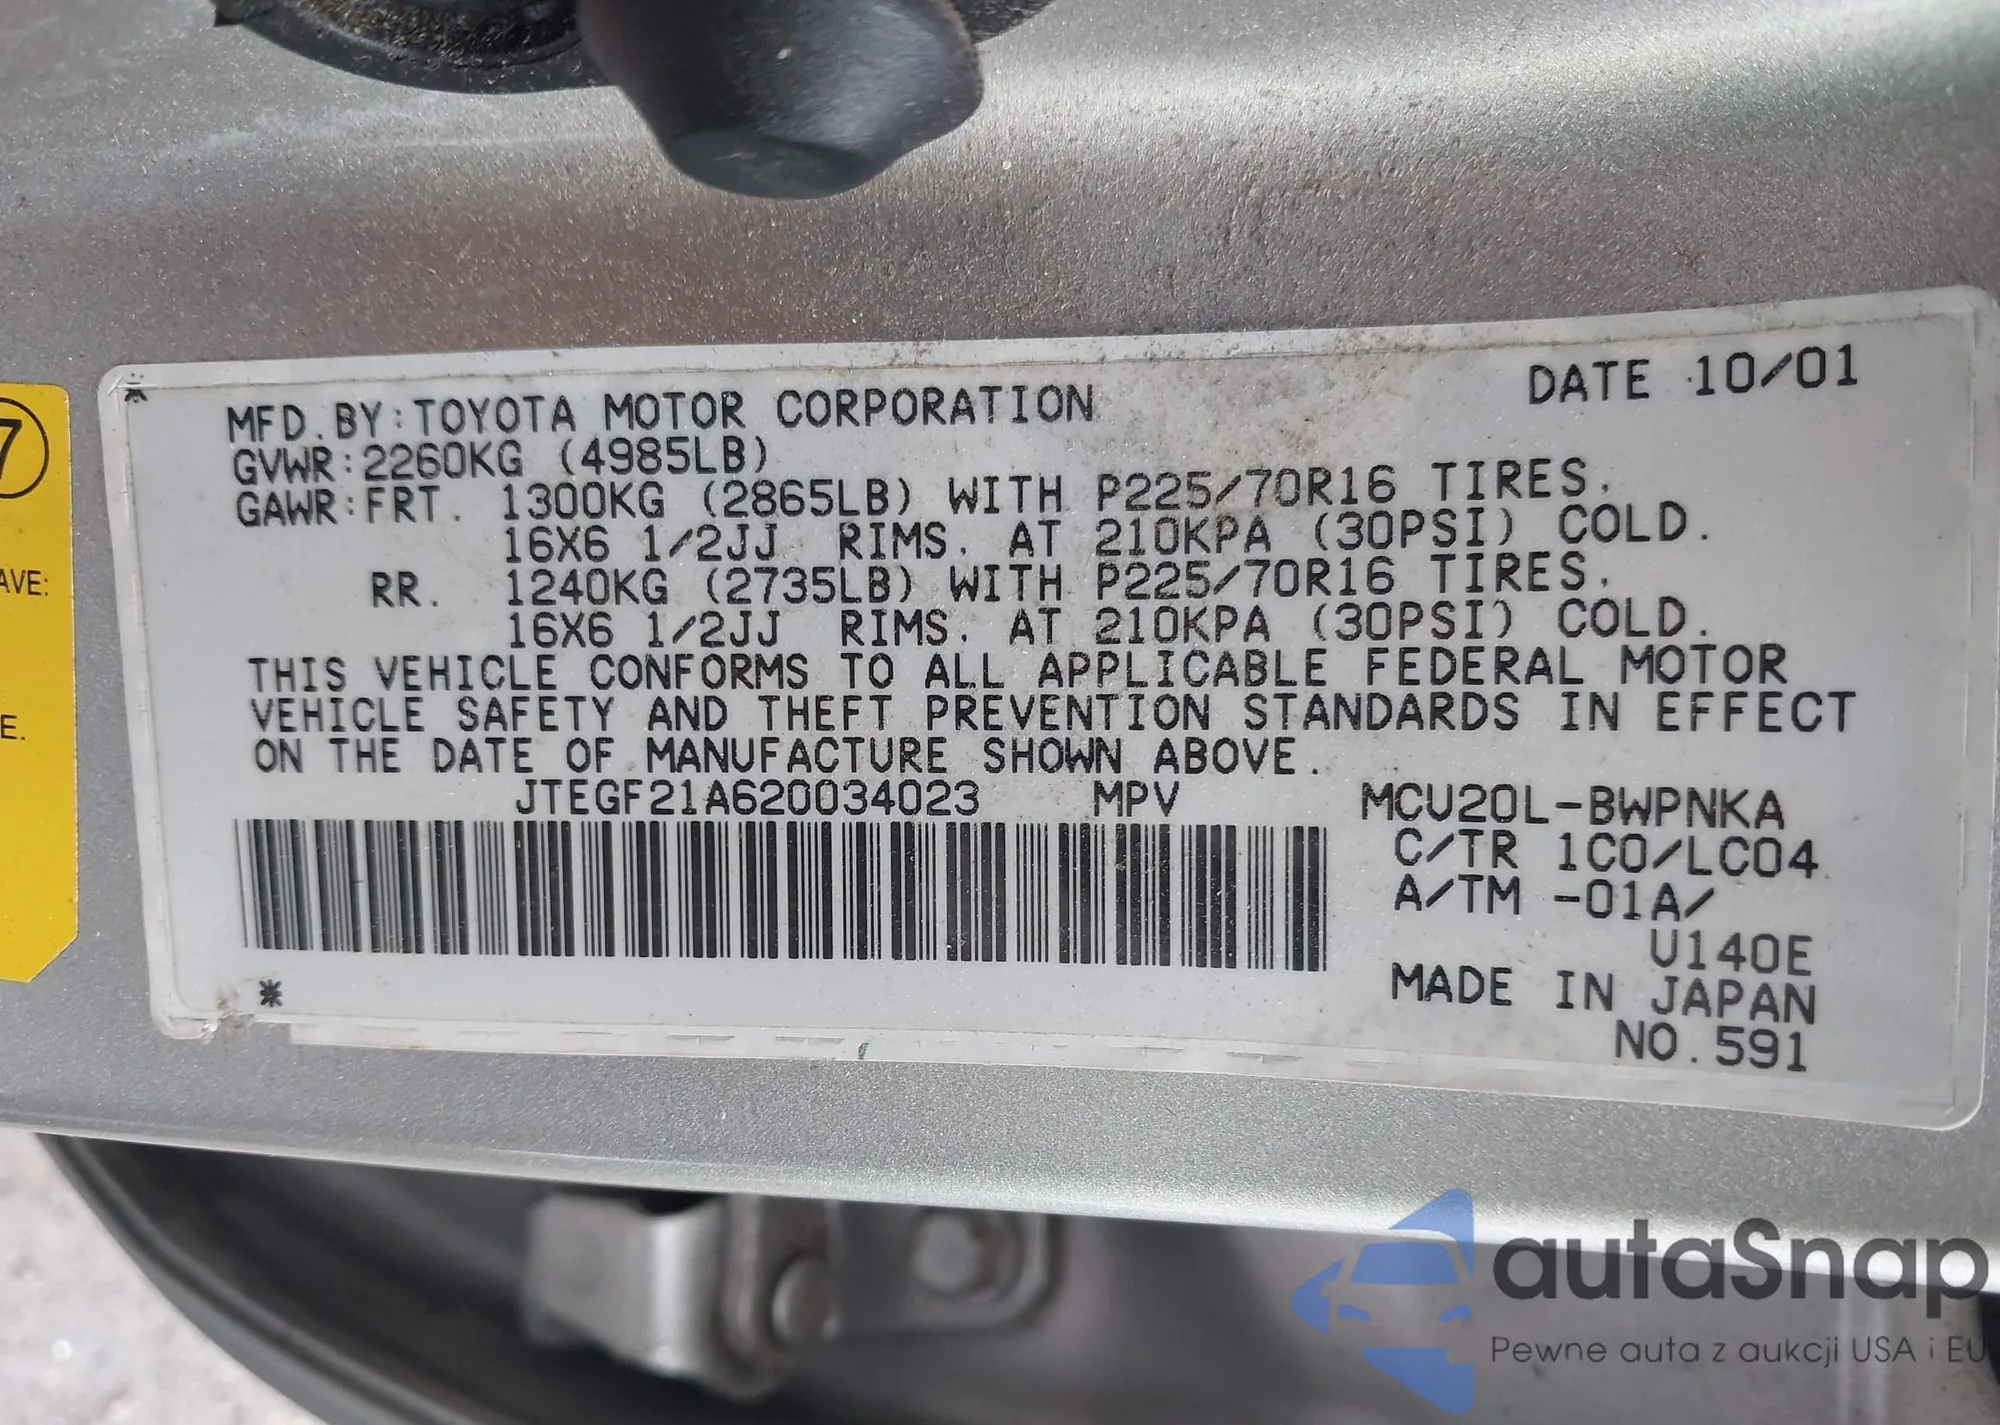 DATE 10/01
MFD. BY: TOYOTA MOTOR CORPORATION
GVWR: 2260KG (4985LB)
GAWR: FRT. 1300KG (2865LB) WITH P225/70R16 TIRES.
16X6 1/2JJ RIMS. AT 210KPA (30PSI) COLD.
RR. 1240KG (2735LB) WITH P225/70R16 TIRES.
16X6 1/2JJ RIMS. AT 210KPA (30PSI) COLD.
THIS VEHICLE CONFORMS TO ALL APPLICABLE FEDERAL MOTOR
VEHICLE SAFETY AND THEFT PREVENTION STANDARDS IN EFFECT
ON THE DATE OF MANUFACTURE SHOWN ABOVE.
JTEGF21A620034023 MPV MCU20L-BWPNKA
C/TR 1C0/LC04
A/TM -01A/
U140E
MADE IN JAPAN
NO.591
7
AVE:
E.
autaSnap
Pewne auta z aukcji USA i EU